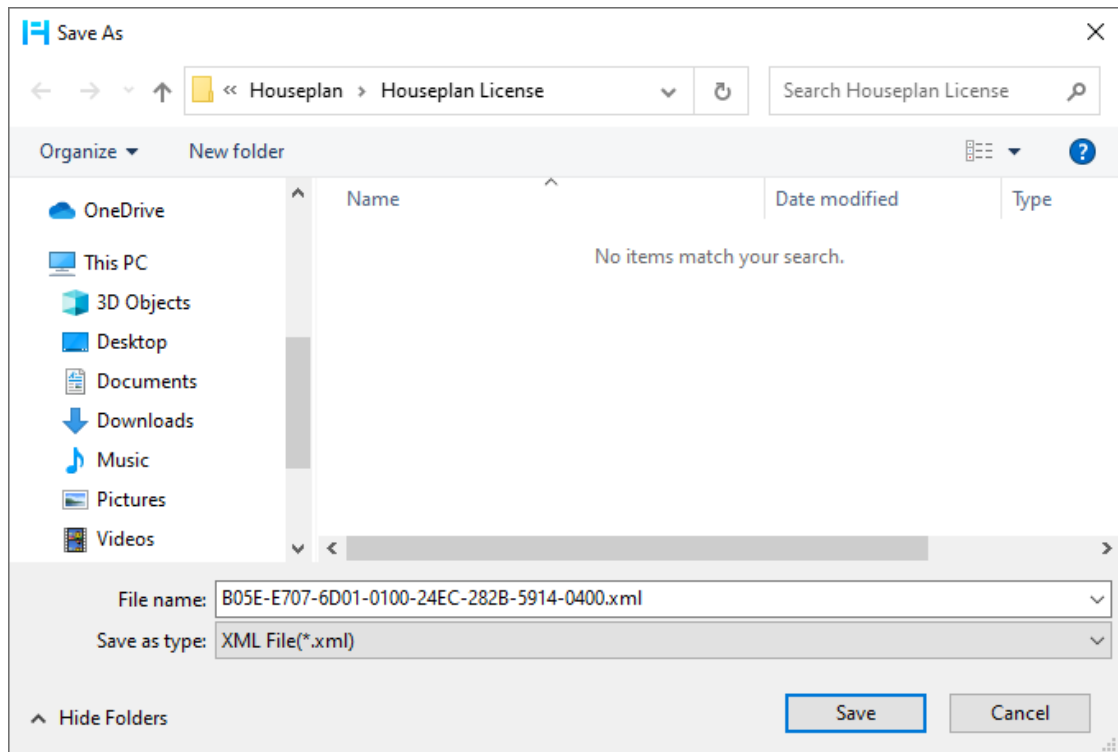 Save As
« Houseplan > Houseplan License
Search Houseplan License
Organize
New folder
?
Name
Date modified
Type
OneDrive
This PC
3D Objects
Desktop
Documents
Downloads
Music
Pictures
Videos
No items match your search.
File name: B05E-E707-6D01-0100-24EC-282B-5914-0400.xml
Save as type: XML File(*.xml)
Hide Folders
Save
Cancel